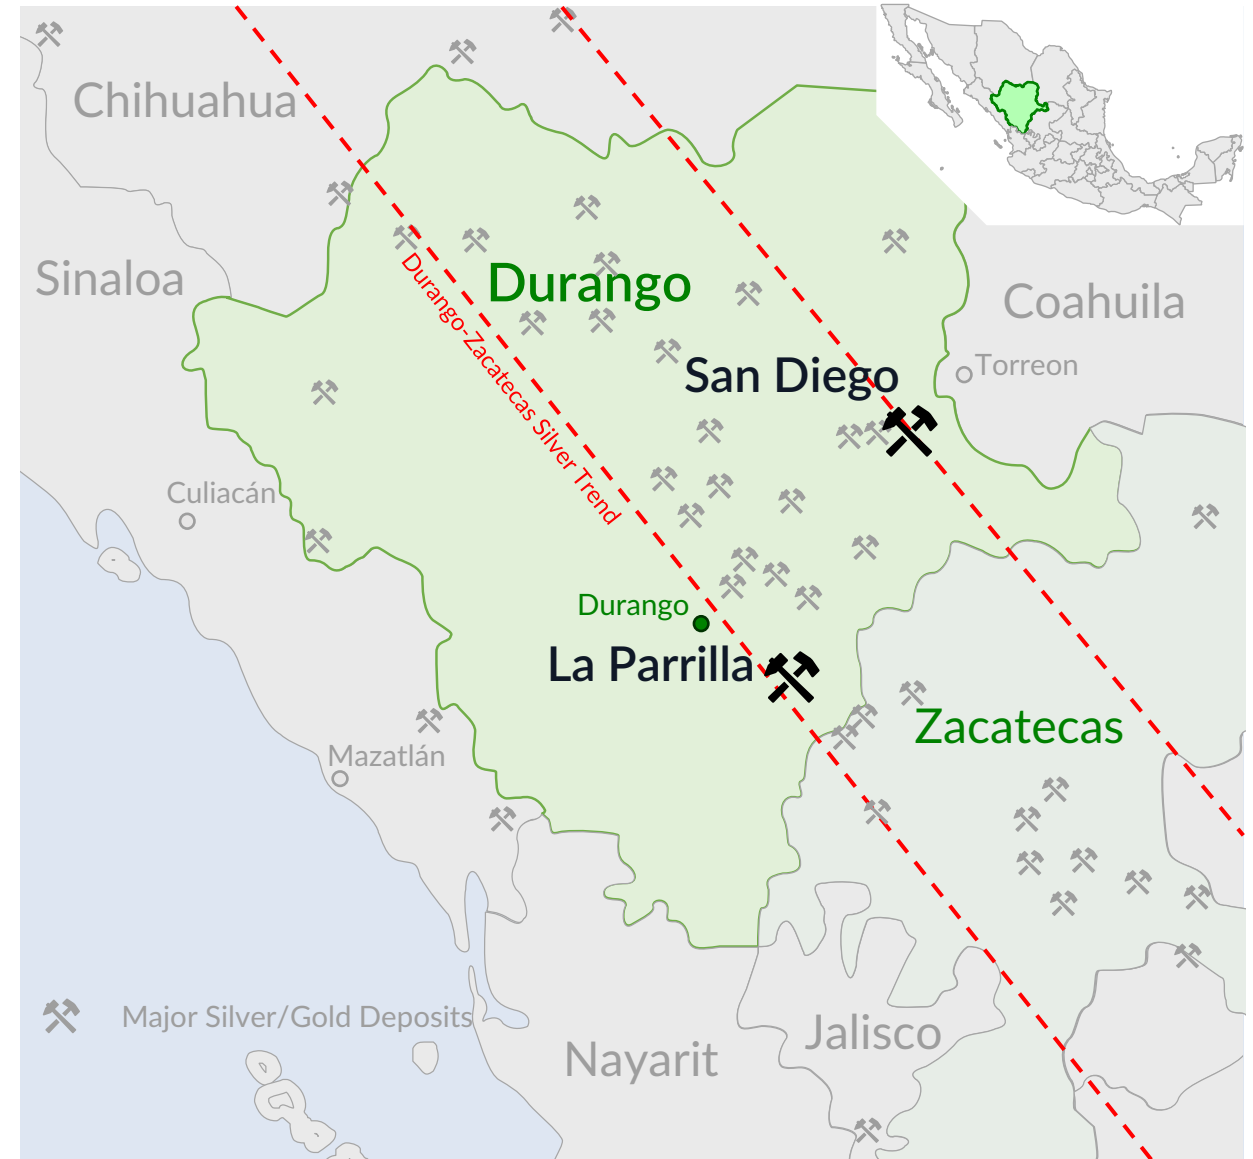 Chihuahua
Sinaloa
Durango
Coahuila
Durango-Zacatecas Silver Trend
San Diego
Torreon
Culiacán
Durango
La Parrilla
Zacatecas
Mazatlán
Major Silver/Gold Deposits
Jalisco
Nayarit